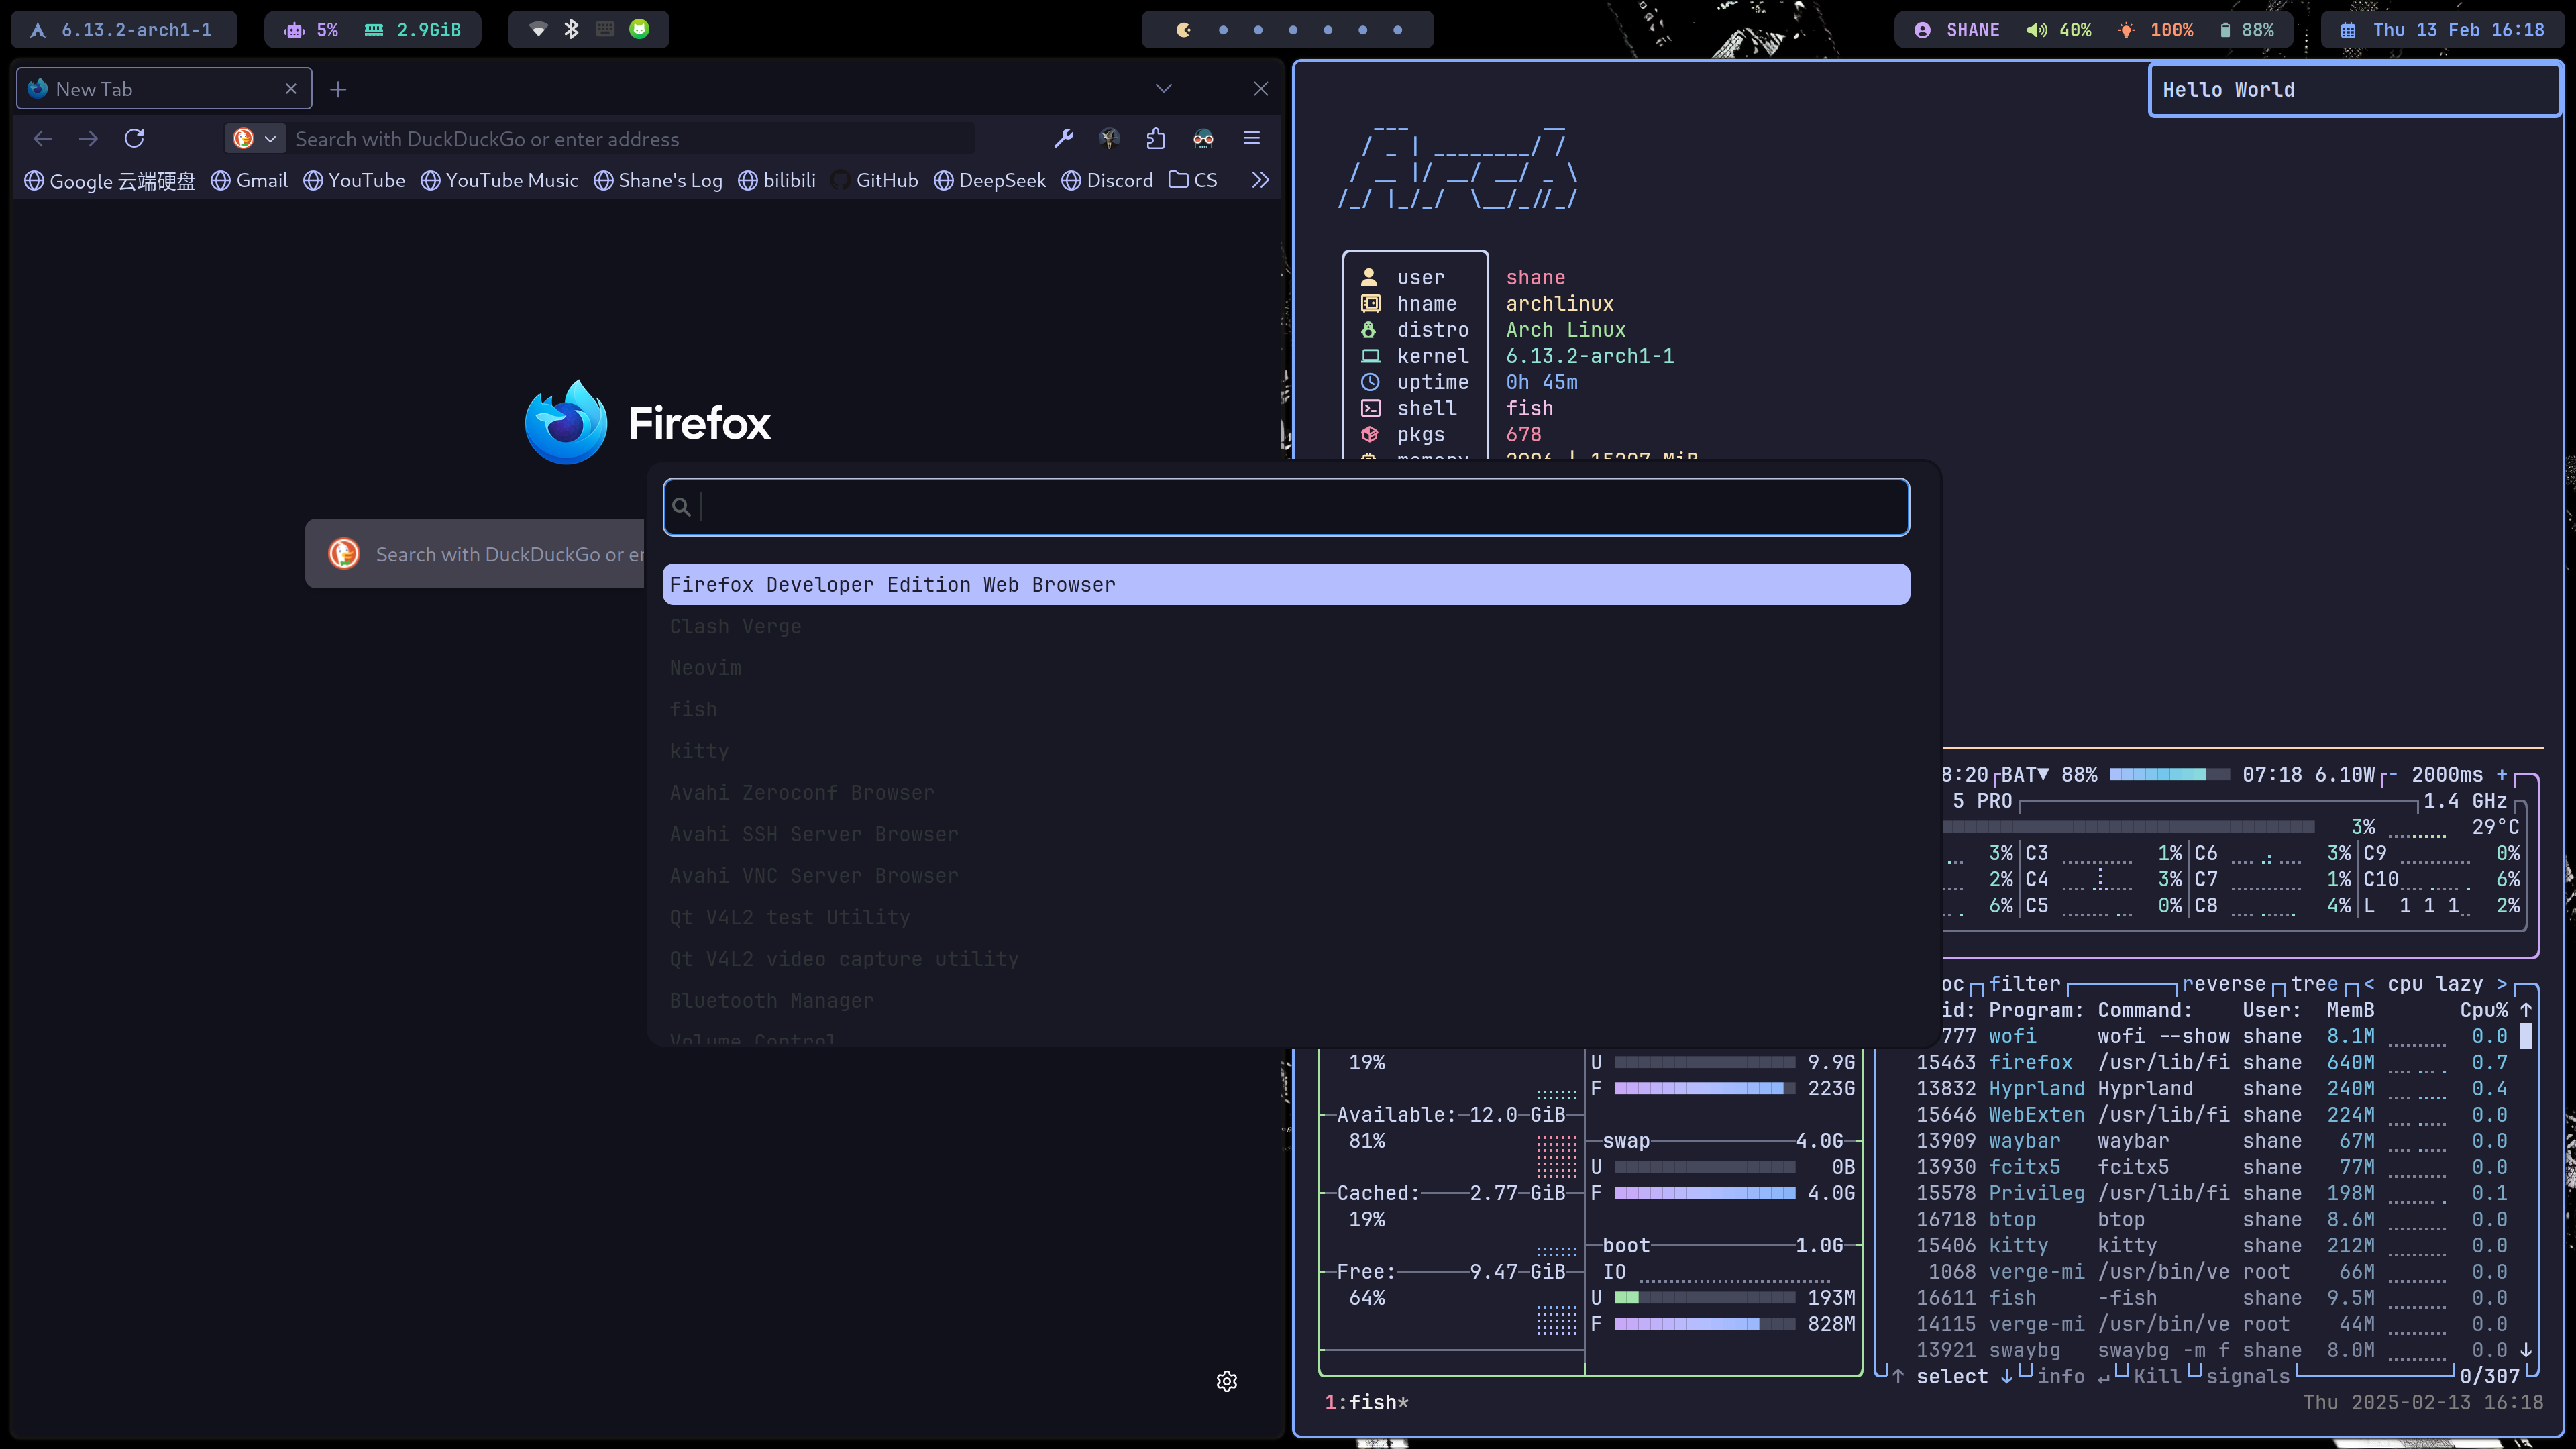 6.13.2-arch1-1 5% 2.9GiB SHANE 40% 100% 88% Thu 13 Feb 16:18
New Tab
Search with DuckDuckGo or enter address
Google 云端硬盘 Gmail YouTube YouTube Music Shane's Log bilibili GitHub DeepSeek Discord CS
Firefox
Search with DuckDuckGo or er
Hello World
user shane
hname archlinux
distro Arch Linux
kernel 6.13.2-arch1-1
uptime 0h 45m
shell fish
pkgs 678
Firefox Developer Edition Web Browser
Clash Verge
Neovim
fish
kitty
Avahi Zeroconf Browser
Avahi SSH Server Browser
Avahi VNC Server Browser
Qt V4L2 test Utility
Qt V4L2 video capture utility
Bluetooth Manager
Volume Control
8:20 BAT▼ 88% 07:18 6.10W - 2000ms +
5 PRO 1.4 GHz
3% 29°C
3% C3 1% C6 3% C9 0%
2% C4 3% C7 1% C10 6%
6% C5 0% C8 4% L 1 1 1 2%
19% U 9.9G
F 223G
Available: 12.0 GiB
81% swap 4.0G
U 0B
Cached: 2.77 GiB F 4.0G
19%
boot 1.0G
Free: 9.47 GiB IO
64% U 193M
F 828M
oc filter reverse tree < cpu lazy >
id: Program: Command: User: MemB Cpu% ↑
777 wofi wofi --show shane 8.1M 0.0
15463 firefox /usr/lib/fi shane 640M 0.7
13832 Hyprland Hyprland shane 240M 0.4
15646 WebExten /usr/lib/fi shane 224M 0.0
13909 waybar waybar shane 67M 0.0
13930 fcitx5 fcitx5 shane 77M 0.0
15578 Privileg /usr/lib/fi shane 198M 0.1
16718 btop btop shane 8.6M 0.0
15406 kitty kitty shane 212M 0.0
1068 verge-mi /usr/bin/ve root 66M 0.0
16611 fish -fish shane 9.5M 0.0
14115 verge-mi /usr/bin/ve root 44M 0.0
13921 swaybg swaybg -m f shane 8.0M 0.0 ↓
↑ select ↓ info ↵ Kill signals 0/307
1:fish* Thu 2025-02-13 16:18